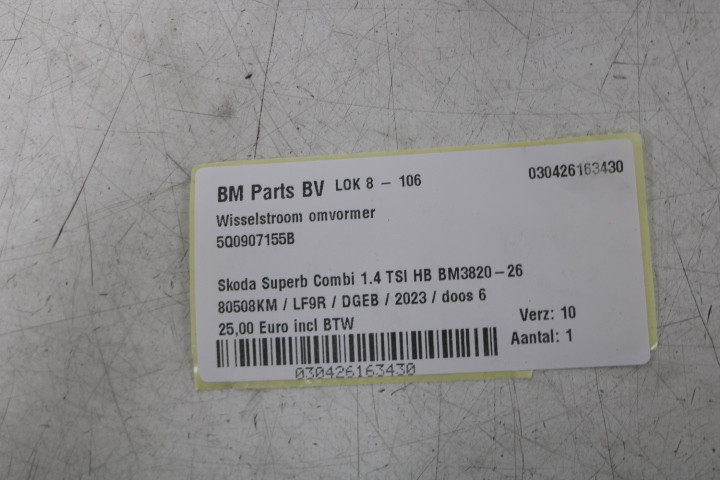 BM Parts BV LOK 8 - 106 030426163430
Wisselstroom omvormer
5Q0907155B
Skoda Superb Combi 1.4 TSI HB BM3820-26
80508KM / LF9R / DGEB / 2023 / doos 6
25,00 Euro incl BTW Verz: 10
Aantal: 1
030426163430